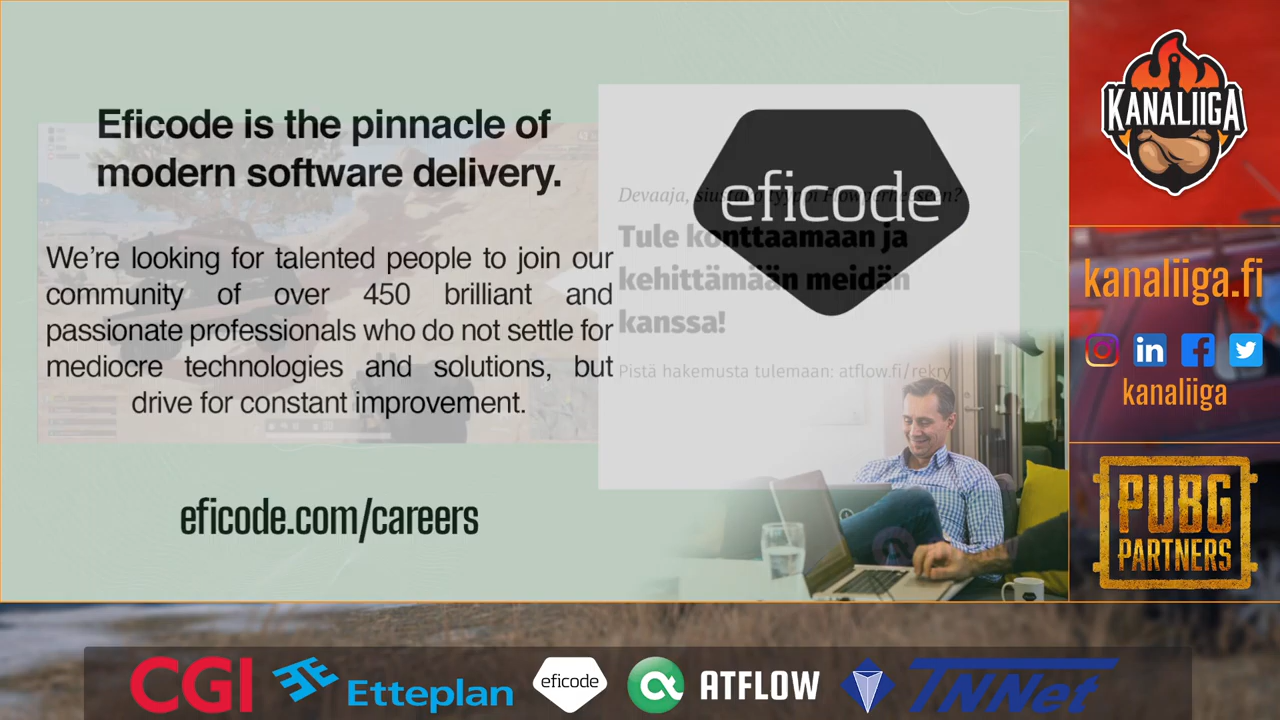 Eficode is the pinnacle of
modern software delivery.
We're looking for talented people to join our
community of over 450 brilliant and
passionate professionals who do not settle for
mediocre technologies and solutions, but
drive for constant improvement.
eficode.com/careers
eficode
Devaaja,
Tule konttaamaan ja
kehittämään meidän
kanssa!
Pistä hakemusta tulemaan: atflow.fi/rekry
KANALIIGA
kanaliiga.fi
kanaliiga
PUBG
PARTNERS
CGI
Etteplan
eficode
ATFLOW
TNNet